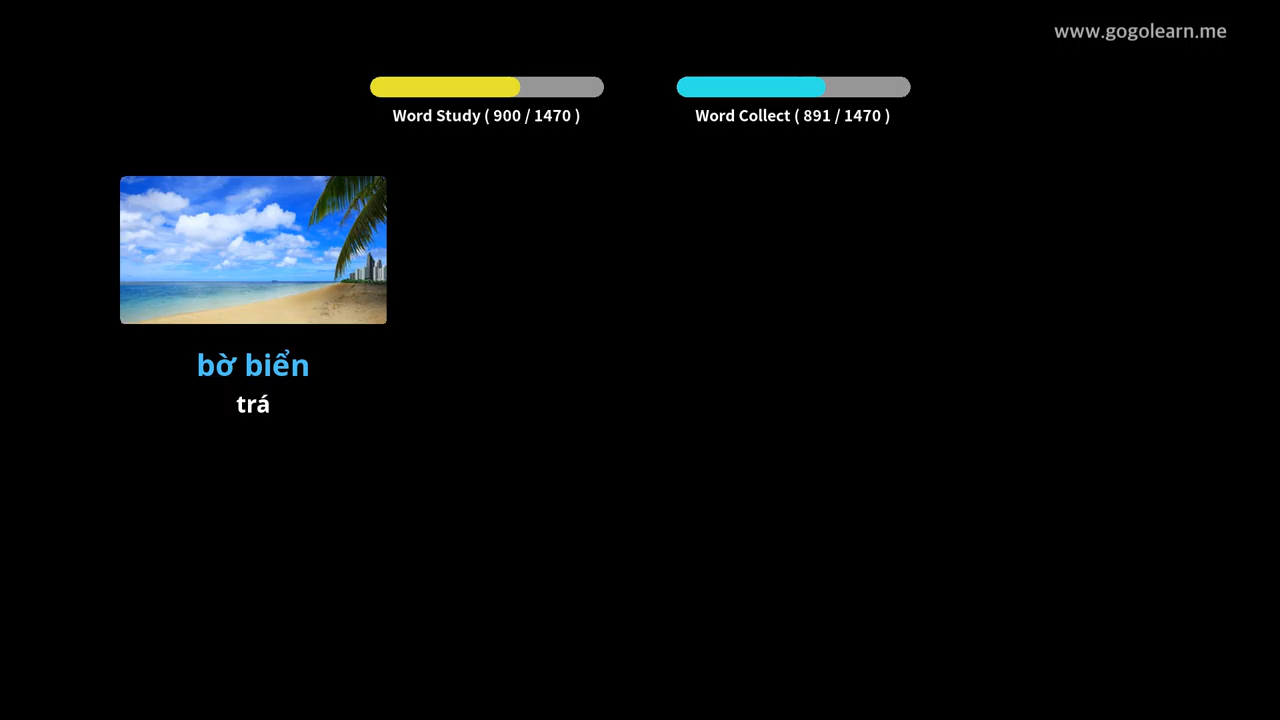 www.gogolearn.me
Word Study ( 900 / 1470 )
Word Collect ( 891 / 1470 )
bờ biển
trá